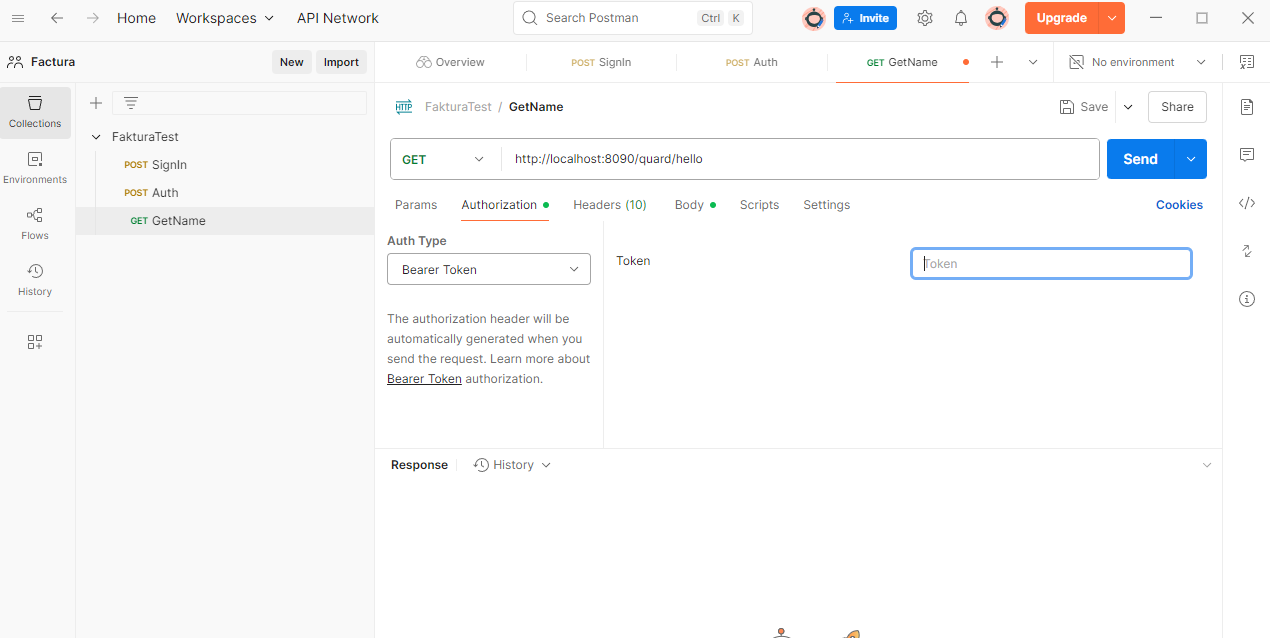 Home Workspaces API Network Search Postman Ctrl K Invite Upgrade
Factura New Import Overview POST SignIn POST Auth GET GetName No environment
Collections
Environments
Flows
History
FakturaTest
POST SignIn
POST Auth
GET GetName
HTTP FakturaTest / GetName Save Share
GET http://localhost:8090/quard/hello Send
Params Authorization Headers (10) Body Scripts Settings Cookies
Auth Type
Bearer Token
The authorization header will be
automatically generated when you
send the request. Learn more about
Bearer Token authorization.
Token Token
Response History